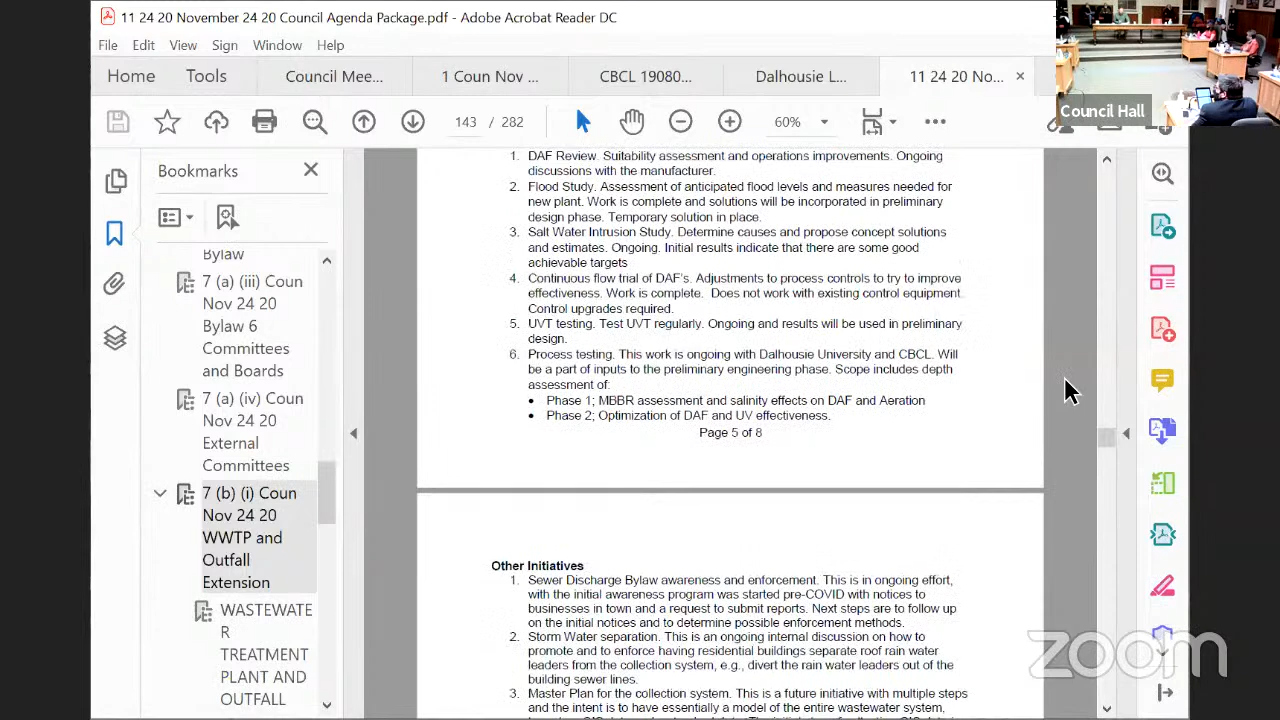 11 24 20 November 24 20 Council Agenda Package.pdf - Adobe Acrobat Reader DC
File Edit View Sign Window Help
Home Tools Council Mee... 1 Coun Nov ... CBCL 19080... Dalhousie L... 11 24 20 No... ×
143 / 282 60%
Council Hall
Bookmarks
Bylaw
7 (a) (iii) Coun
Nov 24 20
Bylaw 6
Committees
and Boards
7 (a) (iv) Coun
Nov 24 20
External
Committees
7 (b) (i) Coun
Nov 24 20
WWTP and
Outfall
Extension
WASTEWATE
R
TREATMENT
PLANT AND
OUTFALL
1. DAF Review. Suitability assessment and operations improvements. Ongoing
discussions with the manufacturer.
2. Flood Study. Assessment of anticipated flood levels and measures needed for
new plant. Work is complete and solutions will be incorporated in preliminary
design phase. Temporary solution in place.
3. Salt Water Intrusion Study. Determine causes and propose concept solutions
and estimates. Ongoing. Initial results indicate that there are some good
achievable targets
4. Continuous flow trial of DAF's. Adjustments to process controls to try to improve
effectiveness. Work is complete. Does not work with existing control equipment.
Control upgrades required.
5. UVT testing. Test UVT regularly. Ongoing and results will be used in preliminary
design.
6. Process testing. This work is ongoing with Dalhousie University and CBCL. Will
be a part of inputs to the preliminary engineering phase. Scope includes depth
assessment of:
• Phase 1; MBBR assessment and salinity effects on DAF and Aeration
• Phase 2; Optimization of DAF and UV effectiveness.
Page 5 of 8
Other Initiatives
1. Sewer Discharge Bylaw awareness and enforcement. This is in ongoing effort,
with the initial awareness program was started pre-COVID with notices to
businesses in town and a request to submit reports. Next steps are to follow up
on the initial notices and to determine possible enforcement methods.
2. Storm Water separation. This is an ongoing internal discussion on how to
promote and to enforce having residential buildings separate roof rain water
leaders from the collection system, e.g., divert the rain water leaders out of the
building sewer lines.
3. Master Plan for the collection system. This is a future initiative with multiple steps
and the intent is to have essentially a model of the entire wastewater system,
zoom